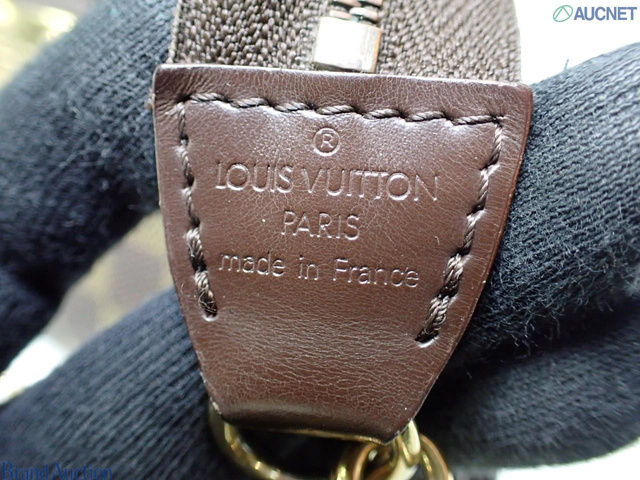 AUCNET
®
LOUIS VUITTON
PARIS
made in France
Brand Auction